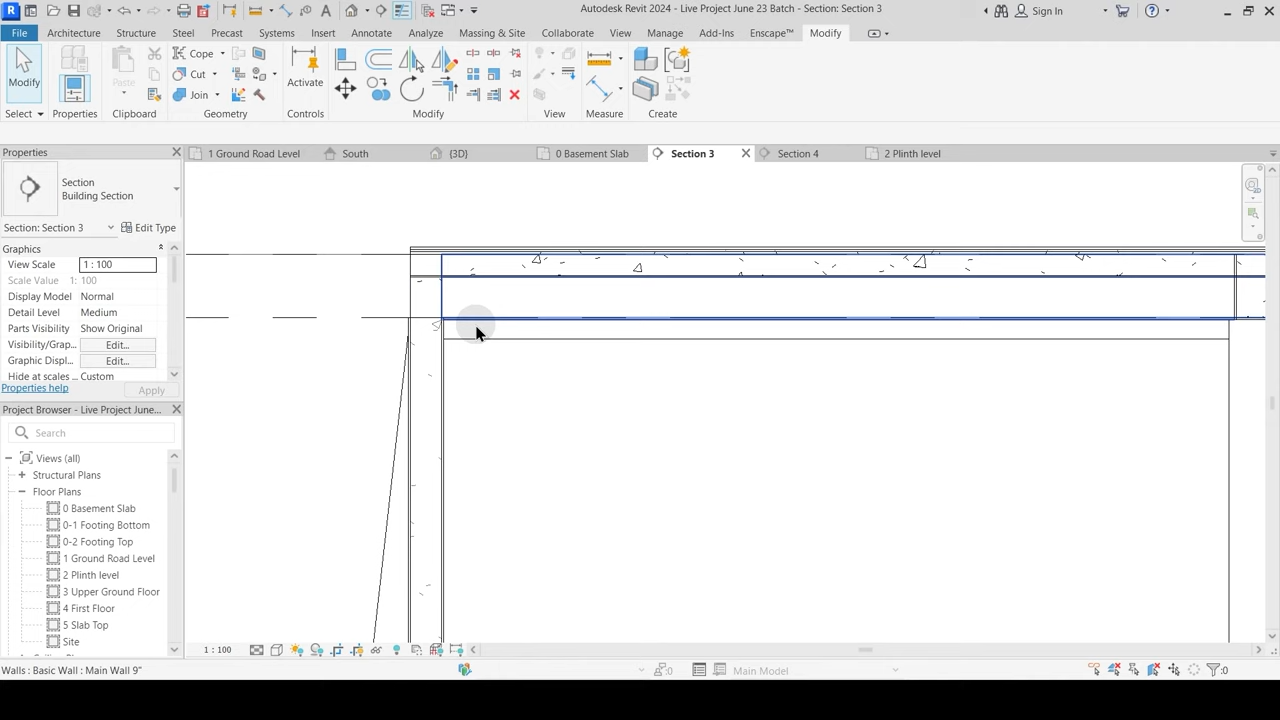 Autodesk Revit 2024 - Live Project June 23 Batch - Section: Section 3
Sign In
File Architecture Structure Steel Precast Systems Insert Annotate Analyze Massing & Site Collaborate View Manage Add-Ins Enscape™ Modify
Modify
Paste
Cope
Cut
Join
Activate
Select Properties Clipboard Geometry Controls Modify View Measure Create
Properties
1 Ground Road Level South {3D} 0 Basement Slab Section 3 Section 4 2 Plinth level
Section
Building Section
Section: Section 3 Edit Type
Graphics
View Scale 1 : 100
Scale Value 1: 100
Display Model Normal
Detail Level Medium
Parts Visibility Show Original
Visibility/Grap... Edit...
Graphic Displ... Edit...
Hide at scales ... Custom
Properties help Apply
Project Browser - Live Project June...
Search
Views (all)
Structural Plans
Floor Plans
0 Basement Slab
0-1 Footing Bottom
0-2 Footing Top
1 Ground Road Level
2 Plinth level
3 Upper Ground Floor
4 First Floor
5 Slab Top
Site
1 : 100
Walls : Basic Wall : Main Wall 9"
:0
Main Model
:0